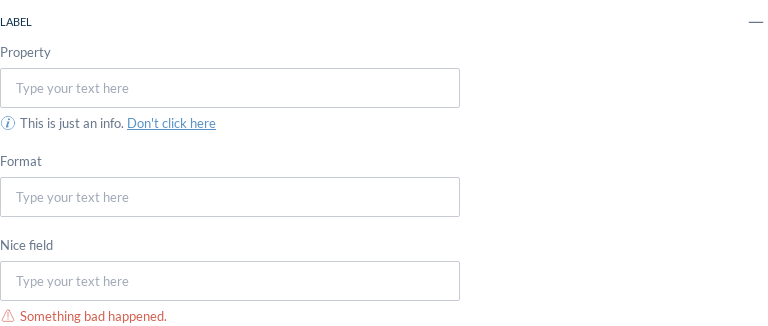 LABEL
Property
Type your text here
This is just an info. Don't click here
Format
Type your text here
Nice field
Type your text here
Something bad happened.